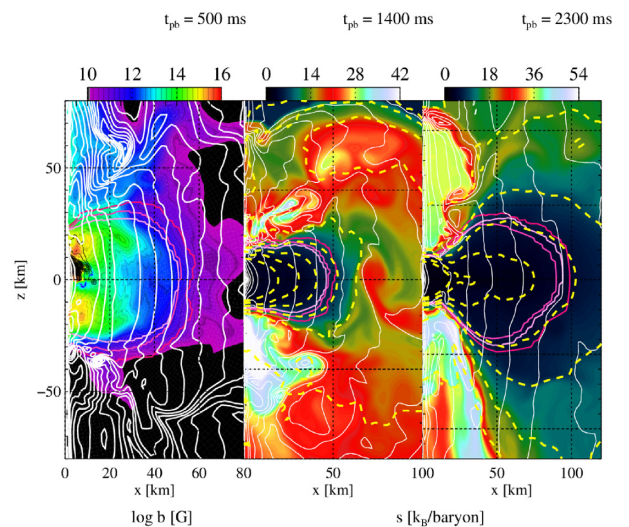 t_pb = 500 ms t_pb = 1400 ms t_pb = 2300 ms
10 12 14 16 0 14 28 42 0 18 36 54
50
0
−50
z [km]
0 20 40 60 80 50 100 50 100
x [km] x [km] x [km]
log b [G] s [k_B/baryon]